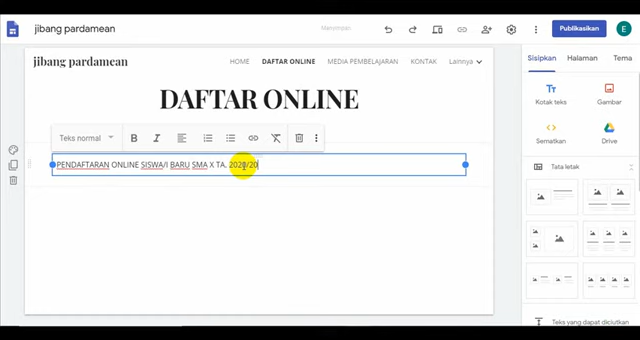 jibang pardamean
Menyimpan
Publikasikan
E
jibang pardamean
HOME
DAFTAR ONLINE
MEDIA PEMBELAJARAN
KONTAK
Lainnya
DAFTAR ONLINE
Teks normal
B
I
PENDAFTARAN ONLINE SISWA/I BARU SMA X TA. 2020/20
Sisipkan
Halaman
Tema
Tт
Kotak teks
Gambar
Sematkan
Drive
Tata letak
Teks yang dapat diciutkan